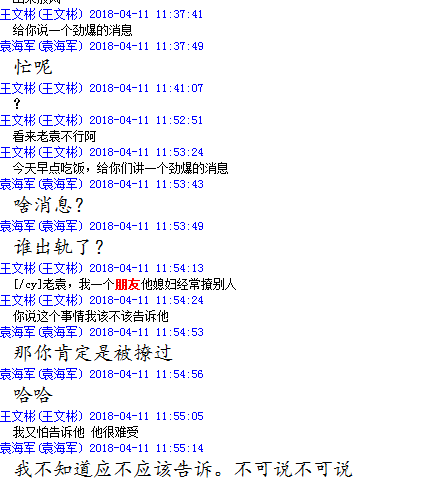 王文彬(王文彬) 2018-04-11 11:37:41
给你说一个劲爆的消息
袁海军(袁海军) 2018-04-11 11:37:49
忙呢
王文彬(王文彬) 2018-04-11 11:41:07
?
王文彬(王文彬) 2018-04-11 11:52:51
看来老袁不行阿
王文彬(王文彬) 2018-04-11 11:53:24
今天早点吃饭，给你们讲一个劲爆的消息
袁海军(袁海军) 2018-04-11 11:53:43
啥消息？
袁海军(袁海军) 2018-04-11 11:53:49
谁出轨了？
王文彬(王文彬) 2018-04-11 11:54:13
[/cy]老袁，我一个朋友他媳妇经常撩别人
王文彬(王文彬) 2018-04-11 11:54:24
你说这个事情我该不该告诉他
袁海军(袁海军) 2018-04-11 11:54:53
那你肯定是被撩过
袁海军(袁海军) 2018-04-11 11:54:56
哈哈
王文彬(王文彬) 2018-04-11 11:55:05
我又怕告诉他 他很难受
袁海军(袁海军) 2018-04-11 11:55:14
我不知道应不应该告诉。不可说不可说